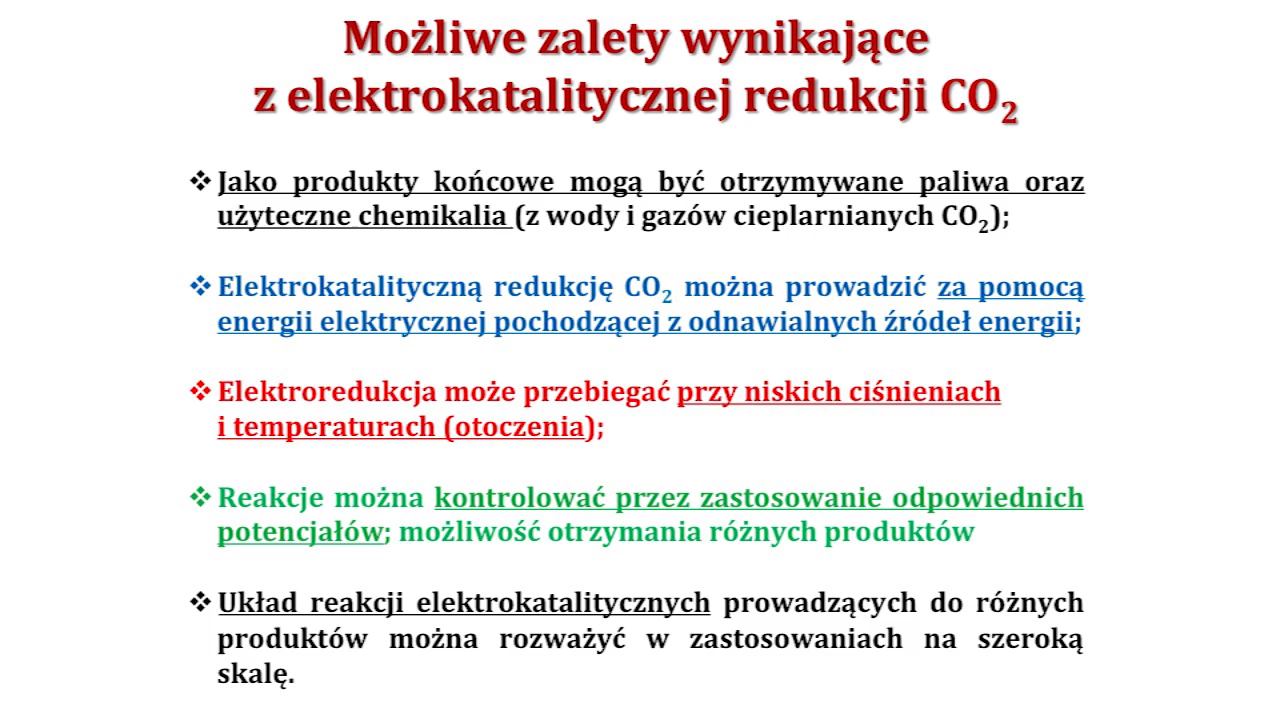 Możliwe zalety wynikające
z elektrokatalitycznej redukcji CO₂
❖ Jako produkty końcowe mogą być otrzymywane paliwa oraz
użyteczne chemikalia (z wody i gazów cieplarnianych CO₂);
❖ Elektrokatalityczną redukcję CO₂ można prowadzić za pomocą
energii elektrycznej pochodzącej z odnawialnych źródeł energii;
❖ Elektroredukcja może przebiegać przy niskich ciśnieniach
i temperaturach (otoczenia);
❖ Reakcje można kontrolować przez zastosowanie odpowiednich
potencjałów; możliwość otrzymania różnych produktów
❖ Układ reakcji elektrokatalitycznych prowadzących do różnych
produktów można rozważyć w zastosowaniach na szeroką
skalę.